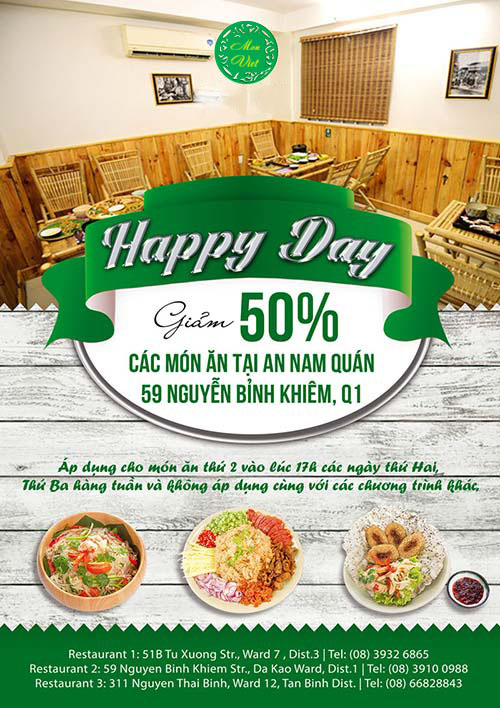 Mon
Viet
Happy Day
Giảm 50%
CÁC MÓN ĂN TẠI AN NAM QUÁN
59 NGUYỄN BỈNH KHIÊM, Q1
Áp dụng cho món ăn thứ 2 vào lúc 17h các ngày thứ Hai,
Thứ Ba hàng tuần và không áp dụng cùng với các chương trình khác.
Restaurant 1: 51B Tu Xuong Str., Ward 7 , Dist.3 | Tel: (08) 3932 6865
Restaurant 2: 59 Nguyen Binh Khiem Str., Da Kao Ward, Dist.1 | Tel: (08) 3910 0988
Restaurant 3: 311 Nguyen Thai Binh, Ward 12, Tan Binh Dist. | Tel: (08) 66828843